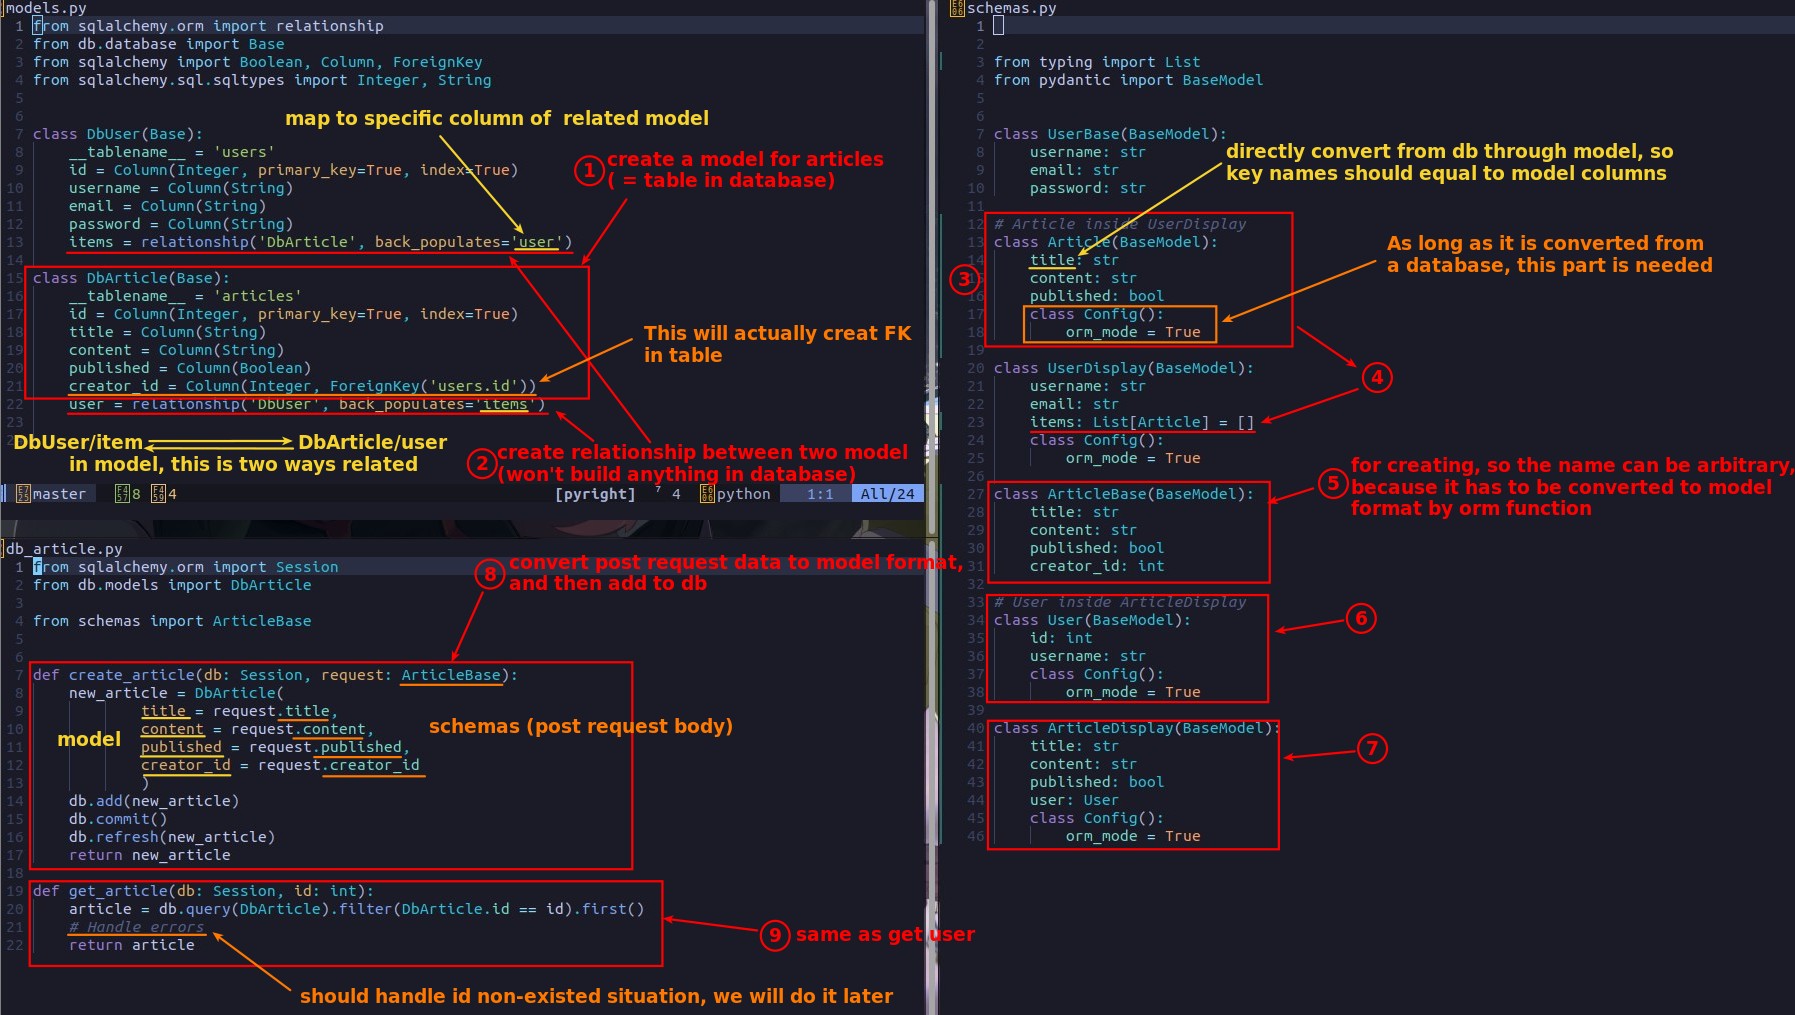 models.py
1 from sqlalchemy.orm import relationship
2 from db.database import Base
3 from sqlalchemy import Boolean, Column, ForeignKey
4 from sqlalchemy.sql.sqltypes import Integer, String
5
6
map to specific column of related model
7 class DbUser(Base):
8 __tablename__ = 'users'
9 id = Column(Integer, primary_key=True, index=True)
10 username = Column(String)
11 email = Column(String)
12 password = Column(String)
13 items = relationship('DbArticle', back_populates='user')
14
1 create a model for articles
( = table in database)
15 class DbArticle(Base):
16 __tablename__ = 'articles'
17 id = Column(Integer, primary_key=True, index=True)
18 title = Column(String)
19 content = Column(String)
20 published = Column(Boolean)
21 creator_id = Column(Integer, ForeignKey('users.id'))
22 user = relationship('DbUser', back_populates='items')
23
This will actually creat FK
in table
DbUser/item DbArticle/user
in model, this is two ways related
2 create relationship between two model
(won't build anything in database)
master 8 4 [pyright] 7 4 python 1:1 All/24
db_article.py
1 from sqlalchemy.orm import Session
2 from db.models import DbArticle
3
4 from schemas import ArticleBase
5
6
8 convert post request data to model format,
and then add to db
7 def create_article(db: Session, request: ArticleBase):
8 new_article = DbArticle(
9 title = request.title,
10 content = request.content,
11 published = request.published,
12 creator_id = request.creator_id
13 )
14 db.add(new_article)
15 db.commit()
16 db.refresh(new_article)
17 return new_article
18
model
schemas (post request body)
19 def get_article(db: Session, id: int):
20 article = db.query(DbArticle).filter(DbArticle.id == id).first()
21 # Handle errors
22 return article
9 same as get user
should handle id non-existed situation, we will do it later
schemas.py
1
2
3 from typing import List
4 from pydantic import BaseModel
5
6
7 class UserBase(BaseModel):
8 username: str
9 email: str
10 password: str
11
directly convert from db through model, so
key names should equal to model columns
12 # Article inside UserDisplay
13 class Article(BaseModel):
14 title: str
15 content: str
16 published: bool
17 class Config():
18 orm_mode = True
19
3
As long as it is converted from
a database, this part is needed
20 class UserDisplay(BaseModel):
21 username: str
22 email: str
23 items: List[Article] = []
24 class Config():
25 orm_mode = True
26
4
27 class ArticleBase(BaseModel):
28 title: str
29 content: str
30 published: bool
31 creator_id: int
32
5 for creating, so the name can be arbitrary,
because it has to be converted to model
format by orm function
33 # User inside ArticleDisplay
34 class User(BaseModel):
35 id: int
36 username: str
37 class Config():
38 orm_mode = True
39
6
40 class ArticleDisplay(BaseModel):
41 title: str
42 content: str
43 published: bool
44 user: User
45 class Config():
46 orm_mode = True
7